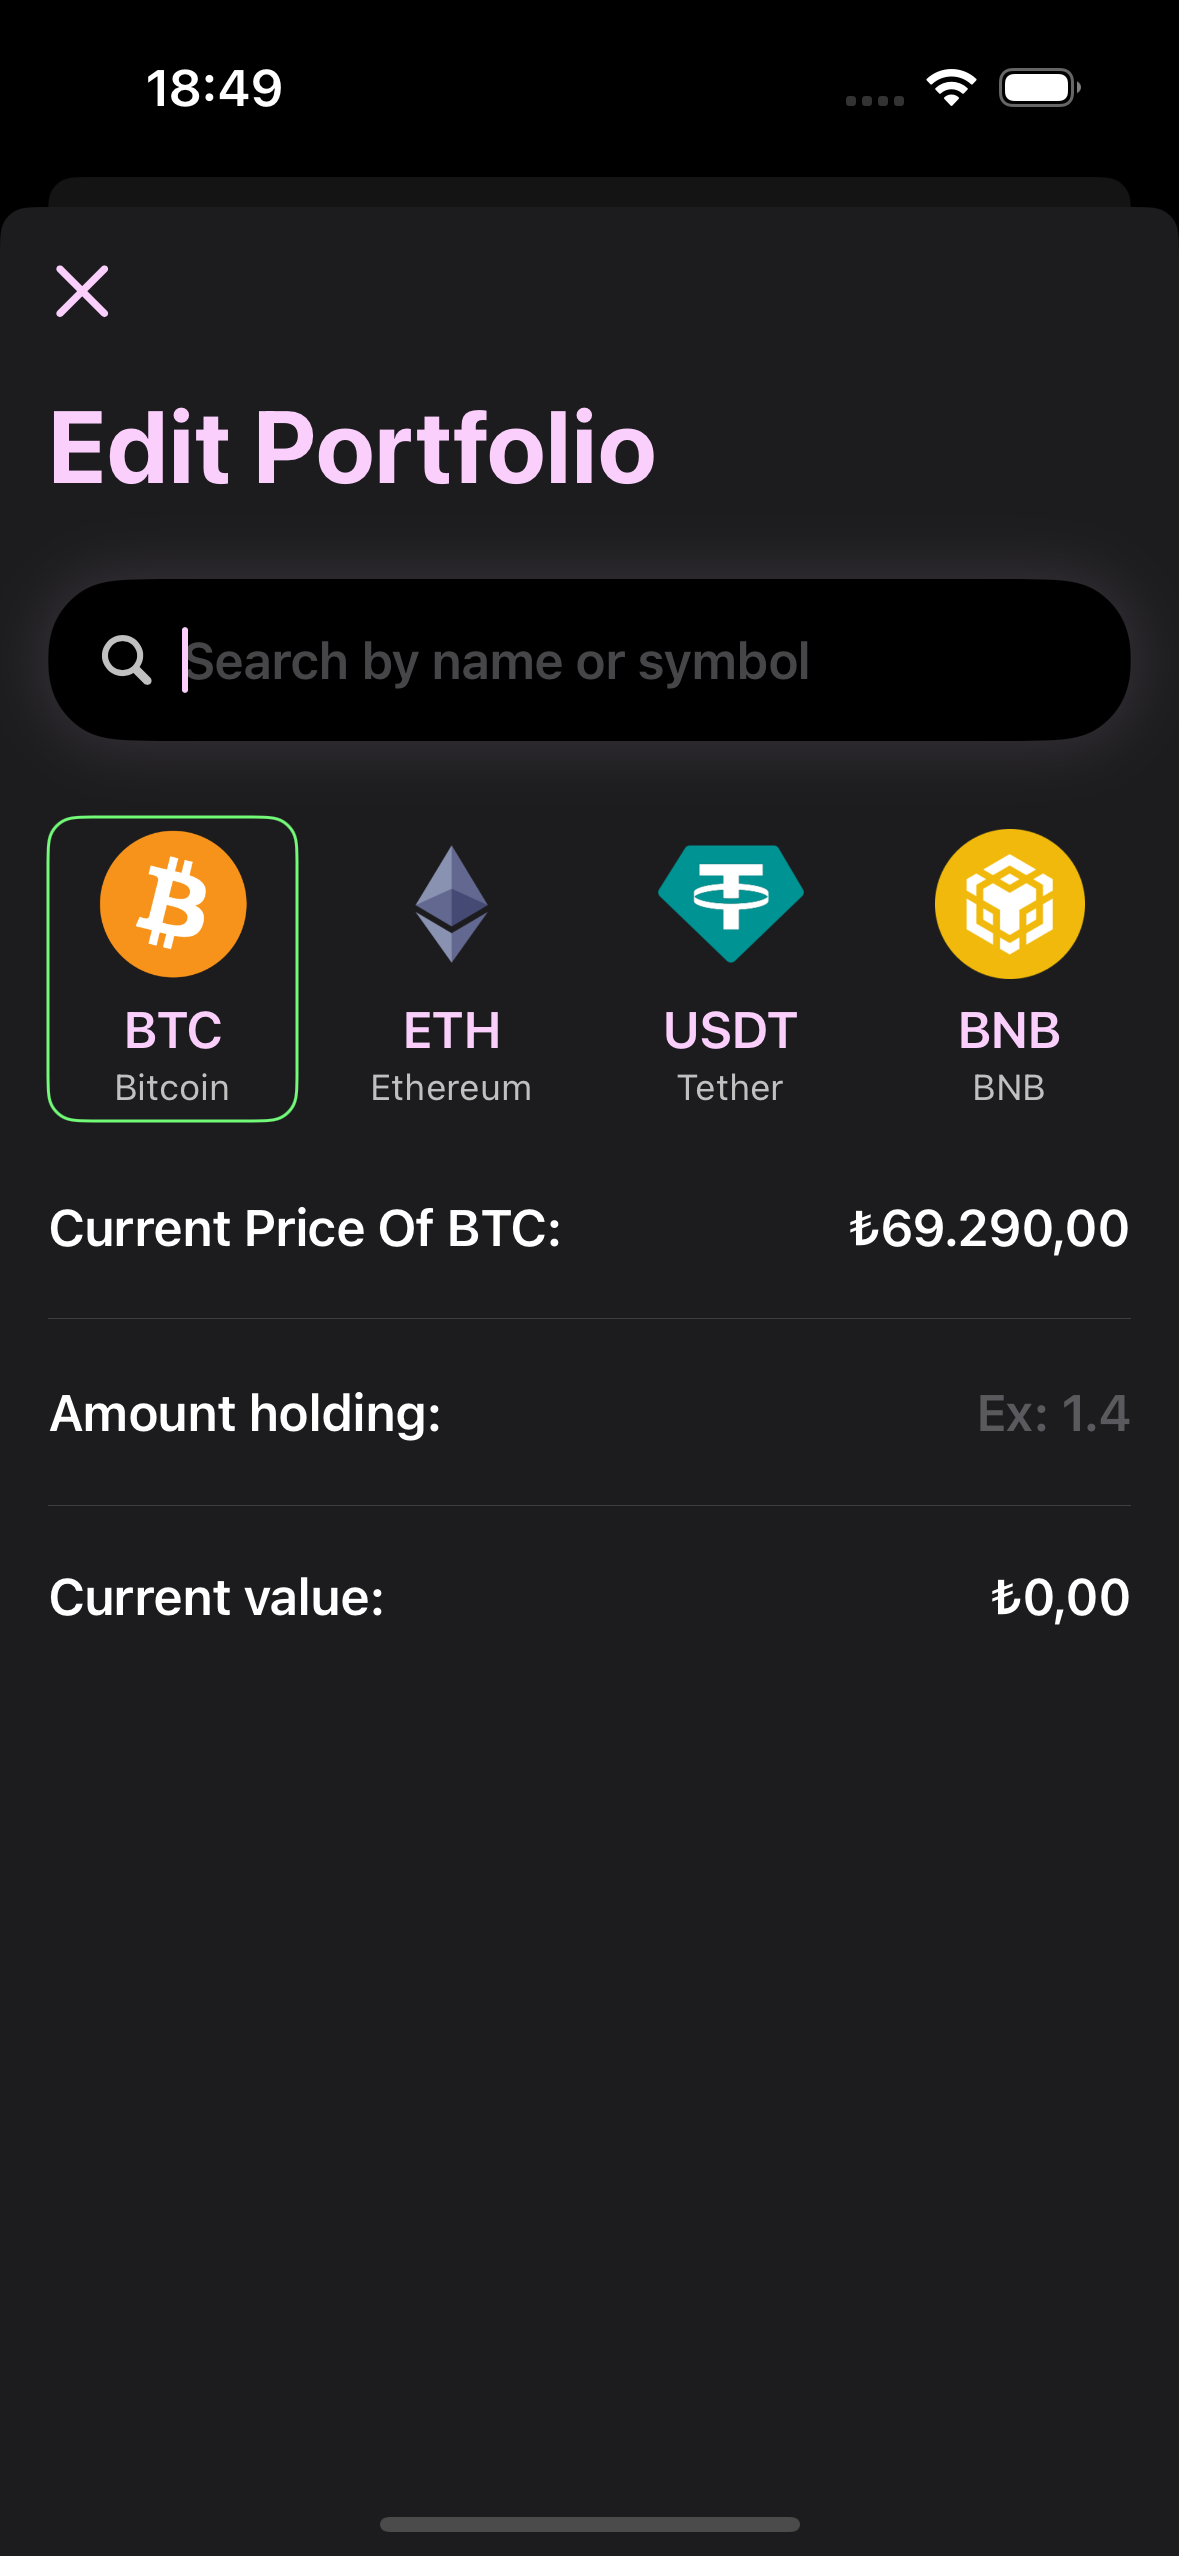 18:49
Edit Portfolio
Search by name or symbol
BTC ETH USDT BNB
Bitcoin Ethereum Tether BNB
Current Price Of BTC: ₺69.290,00
Amount holding: Ex: 1.4
Current value: ₺0,00